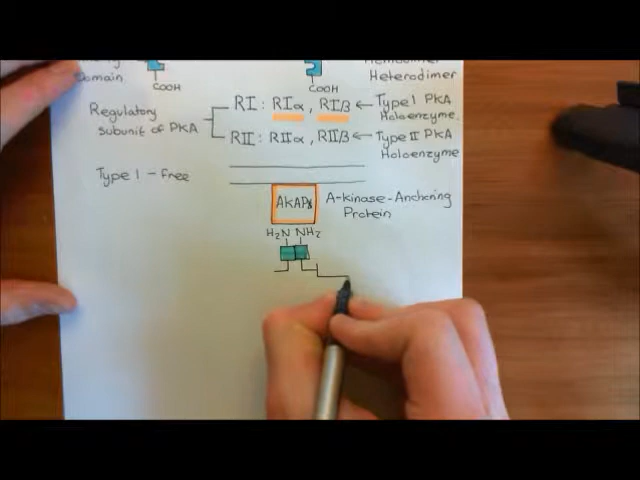 Domain
COOH
COOH
Heterodimer
Regulatory
subunit of PKA
RI : RIα , RIβ ← Type I PKA
Holoenzyme.
RII : RIIα , RIIβ ← Type II PKA
Holoenzyme
Type I - Free
AKAPs
A-kinase-Anchoring
Protein
H₂N NH₂